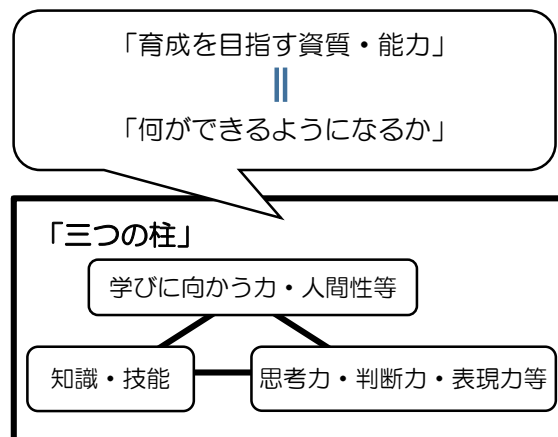 「育成を目指す資質・能力」
「何ができるようになるか」
「三つの柱」
学びに向かう力・人間性等
知識・技能
思考力・判断力・表現力等